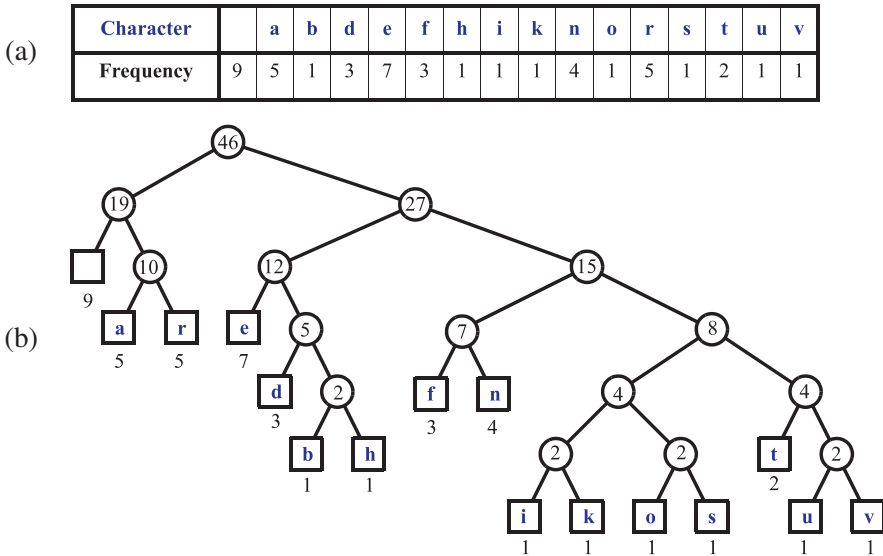 (a)
Character a b d e f h i k n o r s t u v
Frequency 9 5 1 3 7 3 1 1 1 4 1 5 1 2 1 1
46
19 27
10 12 15
9
a r e 5 7 8
5 5 7
(b)
d 2 f n 4 4
3 3 4
b h 2 2 t 2
1 1 2
i k o s u v
1 1 1 1 1 1